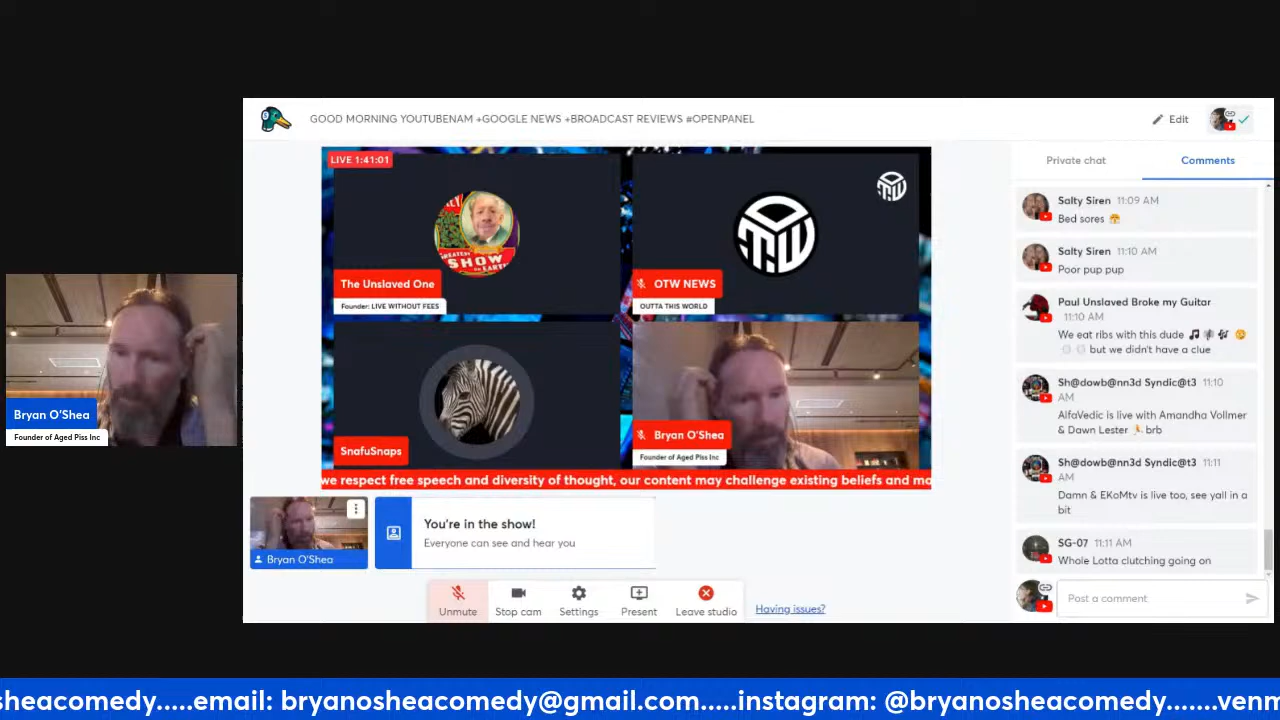 GOOD MORNING YOUTUBENAM +GOOGLE NEWS +BROADCAST REVIEWS #OPENPANEL
Edit
Private chat
Comments
LIVE 1:41:01
GREATEST
SHOW
ON EARTH
The Unslaved One
Founder: LIVE WITHOUT FEES
TW
OTW NEWS
OUTTA THIS WORLD
SnafuSnaps
Bryan O'Shea
Founder of Aged Piss Inc
we respect free speech and diversity of thought, our content may challenge existing beliefs and ma
Salty Siren 11:09 AM
Bed sores 😤
Salty Siren 11:10 AM
Poor pup pup
Paul Unslaved Broke my Guitar
11:10 AM
We eat ribs with this dude
but we didn't have a clue
Sh@dowb@nn3d Syndic@t3 11:10
AM
AlfaVedic is live with Amandha Vollmer
& Dawn Lester brb
Sh@dowb@nn3d Syndic@t3 11:11
AM
Damn & EKoMtv is live too, see yall in a
bit
SG-07 11:11 AM
Whole Lotta clutching going on
Post a comment
Bryan O'Shea
Founder of Aged Piss Inc
Bryan O'Shea
You're in the show!
Everyone can see and hear you
Unmute
Stop cam
Settings
Present
Leave studio
Having issues?
sheacomedy.....email: bryanosheacomedy@gmail.com.....instagram: @bryanosheacomedy.......venm